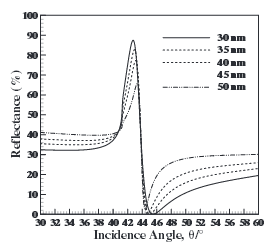 100
90
80
70
60
50
40
30
20
10
0
Reflectance (%)
30 nm
35 nm
40 nm
45 nm
50 nm
30 32 34 36 38 40 42 44 46 48 50 52 54 56 58 60
Incidence Angle, θ/°